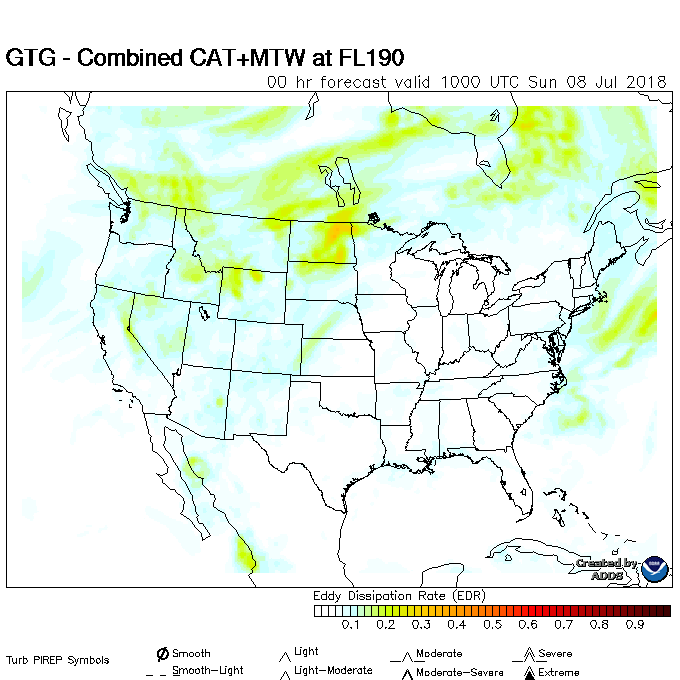 GTG - Combined CAT+MTW at FL190
00 hr forecast valid 1000 UTC Sun 08 Jul 2018
Created by
ADDS
Eddy Dissipation Rate (EDR)
0.1 0.2 0.3 0.4 0.5 0.6 0.7 0.8 0.9
Turb PIREP Symbols
Smooth
Light
Moderate
Severe
Smooth-Light
Light-Moderate
Moderate-Severe
Extreme